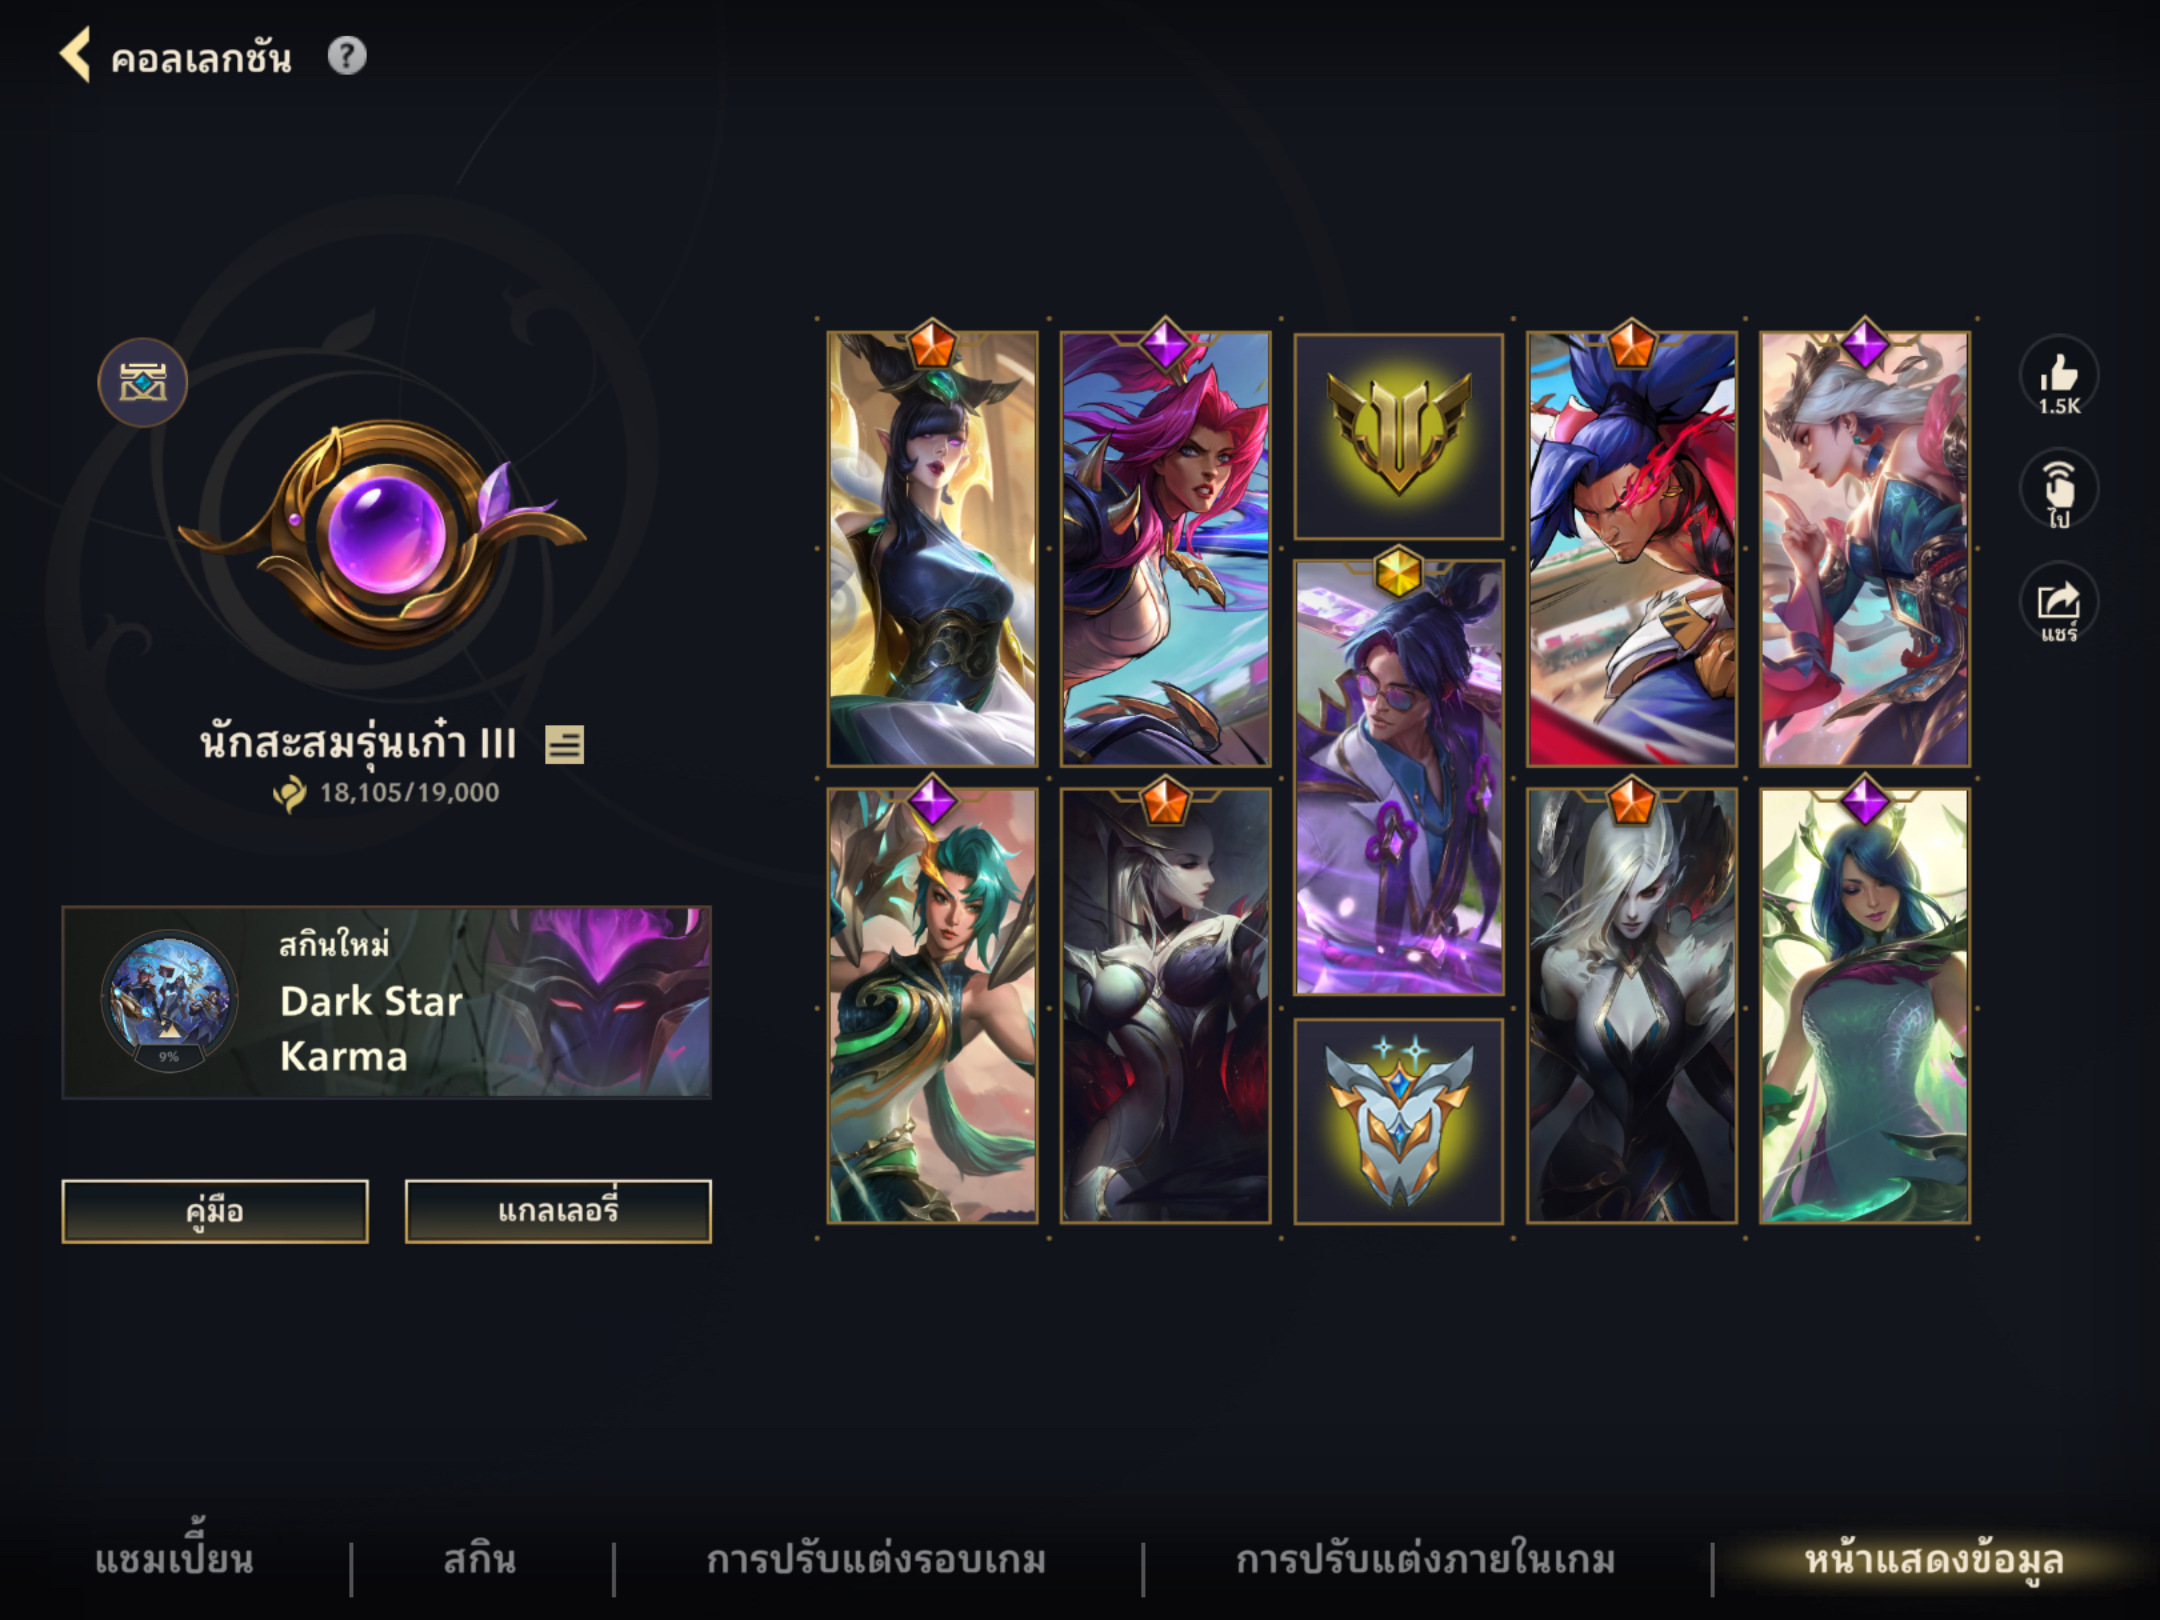 คอลเลกชัน ?
1.5K
ไป
แชร์
นักสะสมรุ่นเก๋า III
18,105/19,000
สกินใหม่
Dark Star
Karma
9%
คู่มือ
แกลเลอรี่
แชมเปี้ยน
สกิน
การปรับแต่งรอบเกม
การปรับแต่งภายในเกม
หน้าแสดงข้อมูล